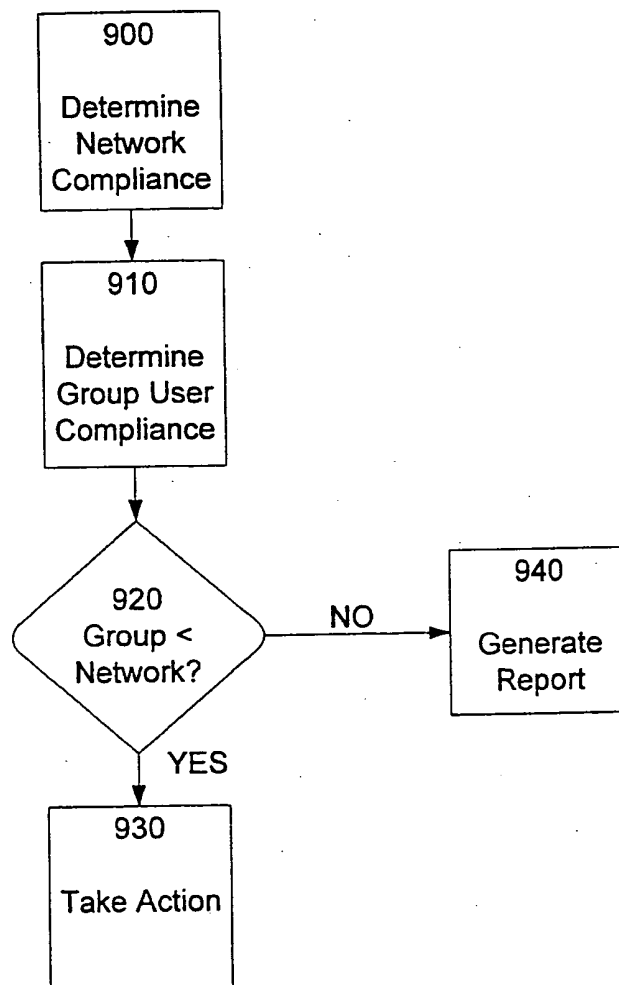 900
Determine
Network
Compliance
910
Determine
Group User
Compliance
920
Group <
Network?
NO
940
Generate
Report
YES
930
Take Action